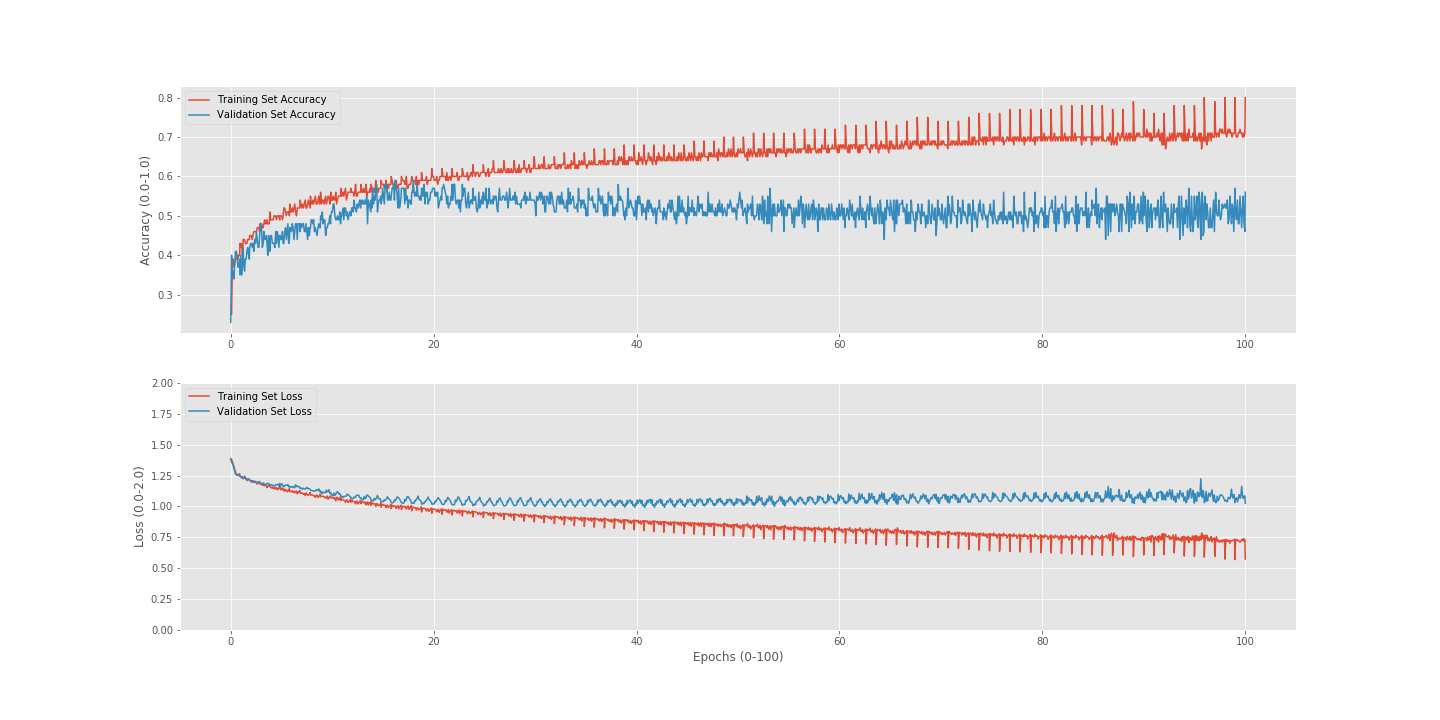 Training Set Accuracy
Validation Set Accuracy
Accuracy (0.0-1.0)
0.8
0.7
0.6
0.5
0.4
0.3
0 20 40 60 80 100
Training Set Loss
Validation Set Loss
Loss (0.0-2.0)
2.00
1.75
1.50
1.25
1.00
0.75
0.50
0.25
0.00
0 20 40 60 80 100
Epochs (0-100)